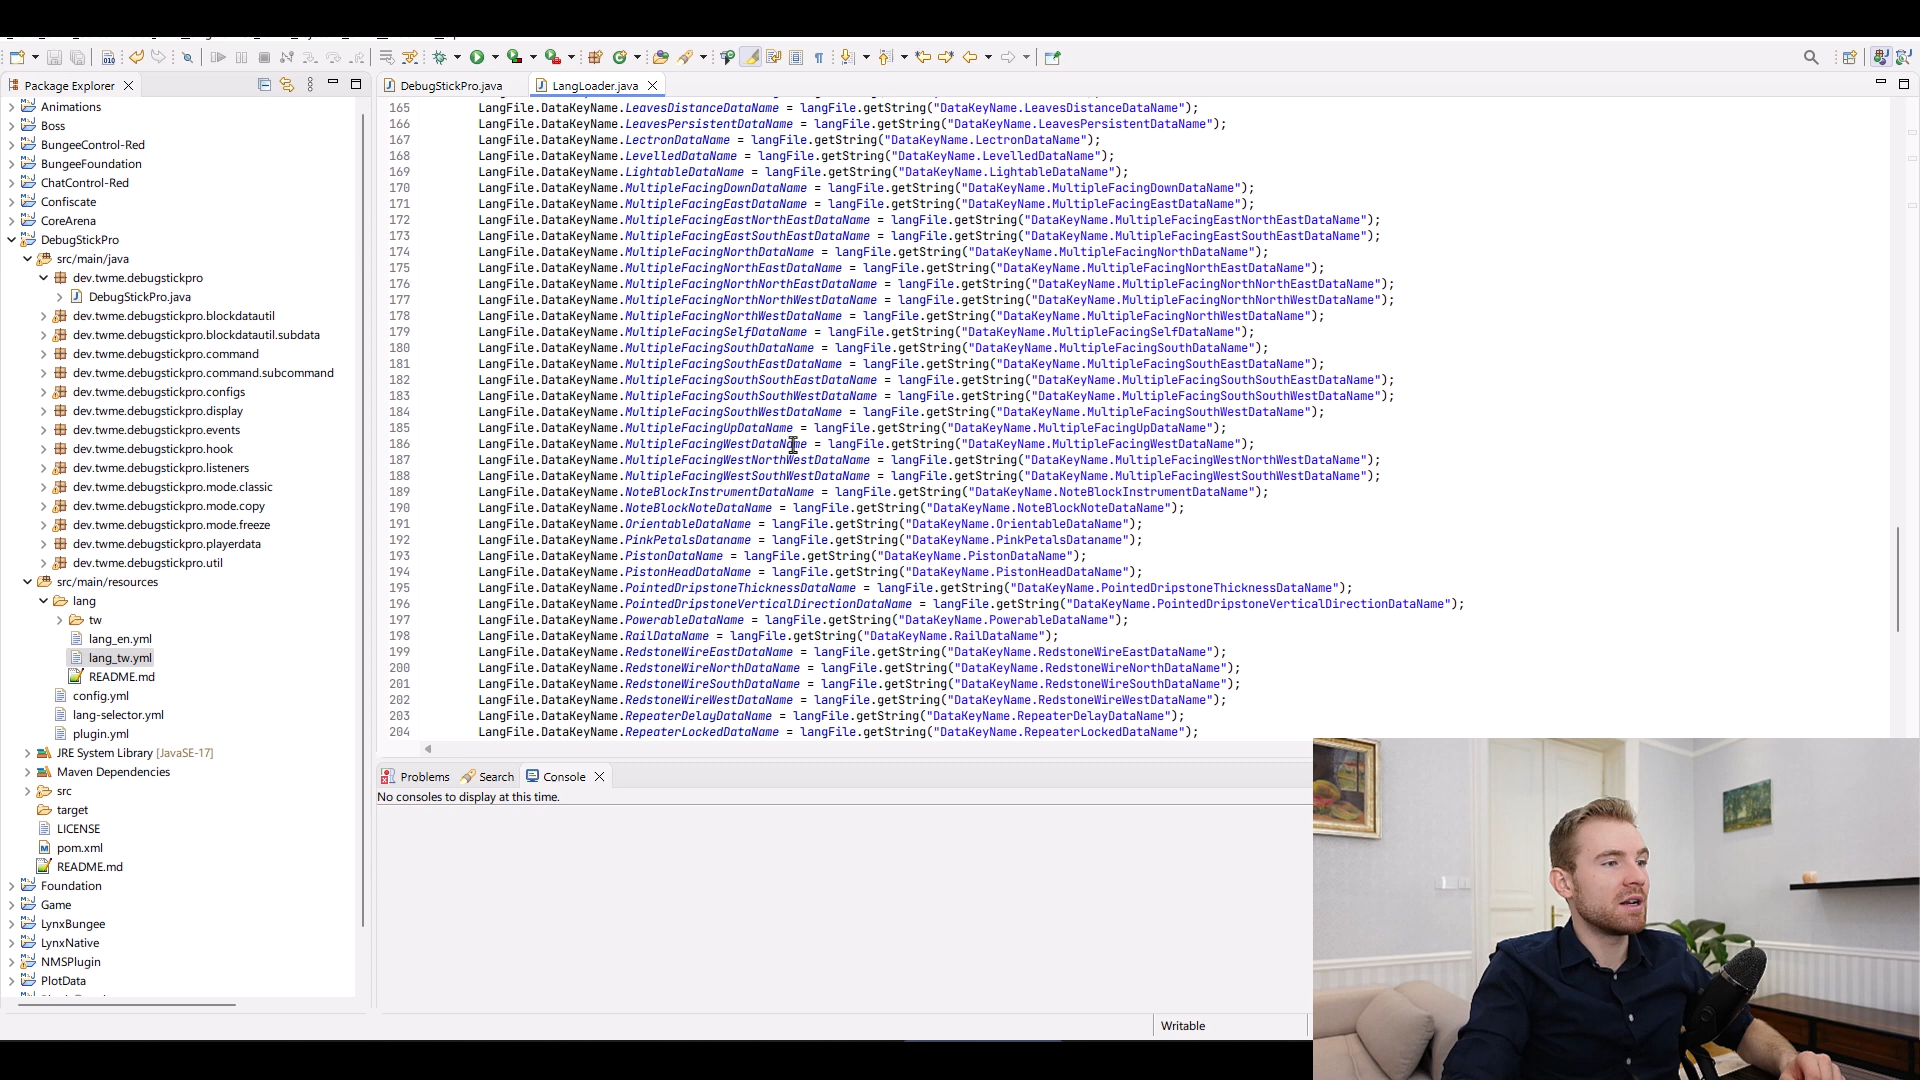 Package Explorer
DebugStickPro.java
LangLoader.java
Animations
Boss
BungeeControl-Red
BungeeFoundation
ChatControl-Red
Confiscate
CoreArena
DebugStickPro
src/main/java
dev.twme.debugstickpro
DebugStickPro.java
dev.twme.debugstickpro.blockdatautil
dev.twme.debugstickpro.blockdatautil.subdata
dev.twme.debugstickpro.command
dev.twme.debugstickpro.command.subcommand
dev.twme.debugstickpro.configs
dev.twme.debugstickpro.display
dev.twme.debugstickpro.events
dev.twme.debugstickpro.hook
dev.twme.debugstickpro.listeners
dev.twme.debugstickpro.mode.classic
dev.twme.debugstickpro.mode.copy
dev.twme.debugstickpro.mode.freeze
dev.twme.debugstickpro.playerdata
dev.twme.debugstickpro.util
src/main/resources
lang
tw
lang_en.yml
lang_tw.yml
README.md
config.yml
lang-selector.yml
plugin.yml
JRE System Library [JavaSE-17]
Maven Dependencies
src
target
LICENSE
pom.xml
README.md
Foundation
Game
LynxBungee
LynxNative
NMSPlugin
PlotData
165 LangFile.DataKeyName.LeavesDistanceDataName = langFile.getString("DataKeyName.LeavesDistanceDataName");
166 LangFile.DataKeyName.LeavesPersistentDataName = langFile.getString("DataKeyName.LeavesPersistentDataName");
167 LangFile.DataKeyName.LectronDataName = langFile.getString("DataKeyName.LectronDataName");
168 LangFile.DataKeyName.LevelledDataName = langFile.getString("DataKeyName.LevelledDataName");
169 LangFile.DataKeyName.LightableDataName = langFile.getString("DataKeyName.LightableDataName");
170 LangFile.DataKeyName.MultipleFacingDownDataName = langFile.getString("DataKeyName.MultipleFacingDownDataName");
171 LangFile.DataKeyName.MultipleFacingEastDataName = langFile.getString("DataKeyName.MultipleFacingEastDataName");
172 LangFile.DataKeyName.MultipleFacingEastNorthEastDataName = langFile.getString("DataKeyName.MultipleFacingEastNorthEastDataName");
173 LangFile.DataKeyName.MultipleFacingEastSouthEastDataName = langFile.getString("DataKeyName.MultipleFacingEastSouthEastDataName");
174 LangFile.DataKeyName.MultipleFacingNorthDataName = langFile.getString("DataKeyName.MultipleFacingNorthDataName");
175 LangFile.DataKeyName.MultipleFacingNorthEastDataName = langFile.getString("DataKeyName.MultipleFacingNorthEastDataName");
176 LangFile.DataKeyName.MultipleFacingNorthNorthEastDataName = langFile.getString("DataKeyName.MultipleFacingNorthNorthEastDataName");
177 LangFile.DataKeyName.MultipleFacingNorthNorthWestDataName = langFile.getString("DataKeyName.MultipleFacingNorthNorthWestDataName");
178 LangFile.DataKeyName.MultipleFacingNorthWestDataName = langFile.getString("DataKeyName.MultipleFacingNorthWestDataName");
179 LangFile.DataKeyName.MultipleFacingSelfDataName = langFile.getString("DataKeyName.MultipleFacingSelfDataName");
180 LangFile.DataKeyName.MultipleFacingSouthDataName = langFile.getString("DataKeyName.MultipleFacingSouthDataName");
181 LangFile.DataKeyName.MultipleFacingSouthEastDataName = langFile.getString("DataKeyName.MultipleFacingSouthEastDataName");
182 LangFile.DataKeyName.MultipleFacingSouthSouthEastDataName = langFile.getString("DataKeyName.MultipleFacingSouthSouthEastDataName");
183 LangFile.DataKeyName.MultipleFacingSouthSouthWestDataName = langFile.getString("DataKeyName.MultipleFacingSouthSouthWestDataName");
184 LangFile.DataKeyName.MultipleFacingSouthWestDataName = langFile.getString("DataKeyName.MultipleFacingSouthWestDataName");
185 LangFile.DataKeyName.MultipleFacingUpDataName = langFile.getString("DataKeyName.MultipleFacingUpDataName");
186 LangFile.DataKeyName.MultipleFacingWestDataName = langFile.getString("DataKeyName.MultipleFacingWestDataName");
187 LangFile.DataKeyName.MultipleFacingWestNorthWestDataName = langFile.getString("DataKeyName.MultipleFacingWestNorthWestDataName");
188 LangFile.DataKeyName.MultipleFacingWestSouthWestDataName = langFile.getString("DataKeyName.MultipleFacingWestSouthWestDataName");
189 LangFile.DataKeyName.NoteBlockInstrumentDataName = langFile.getString("DataKeyName.NoteBlockInstrumentDataName");
190 LangFile.DataKeyName.NoteBlockNoteDataName = langFile.getString("DataKeyName.NoteBlockNoteDataName");
191 LangFile.DataKeyName.OrientableDataName = langFile.getString("DataKeyName.OrientableDataName");
192 LangFile.DataKeyName.PinkPetalsDataname = langFile.getString("DataKeyName.PinkPetalsDataname");
193 LangFile.DataKeyName.PistonDataName = langFile.getString("DataKeyName.PistonDataName");
194 LangFile.DataKeyName.PistonHeadDataName = langFile.getString("DataKeyName.PistonHeadDataName");
195 LangFile.DataKeyName.PointedDripstoneThicknessDataName = langFile.getString("DataKeyName.PointedDripstoneThicknessDataName");
196 LangFile.DataKeyName.PointedDripstoneVerticalDirectionDataName = langFile.getString("DataKeyName.PointedDripstoneVerticalDirectionDataName");
197 LangFile.DataKeyName.PowerableDataName = langFile.getString("DataKeyName.PowerableDataName");
198 LangFile.DataKeyName.RailDataName = langFile.getString("DataKeyName.RailDataName");
199 LangFile.DataKeyName.RedstoneWireEastDataName = langFile.getString("DataKeyName.RedstoneWireEastDataName");
200 LangFile.DataKeyName.RedstoneWireNorthDataName = langFile.getString("DataKeyName.RedstoneWireNorthDataName");
201 LangFile.DataKeyName.RedstoneWireSouthDataName = langFile.getString("DataKeyName.RedstoneWireSouthDataName");
202 LangFile.DataKeyName.RedstoneWireWestDataName = langFile.getString("DataKeyName.RedstoneWireWestDataName");
203 LangFile.DataKeyName.RepeaterDelayDataName = langFile.getString("DataKeyName.RepeaterDelayDataName");
204 LangFile.DataKeyName.RepeaterLockedDataName = langFile.getString("DataKeyName.RepeaterLockedDataName");
Problems
Search
Console
No consoles to display at this time.
Writable